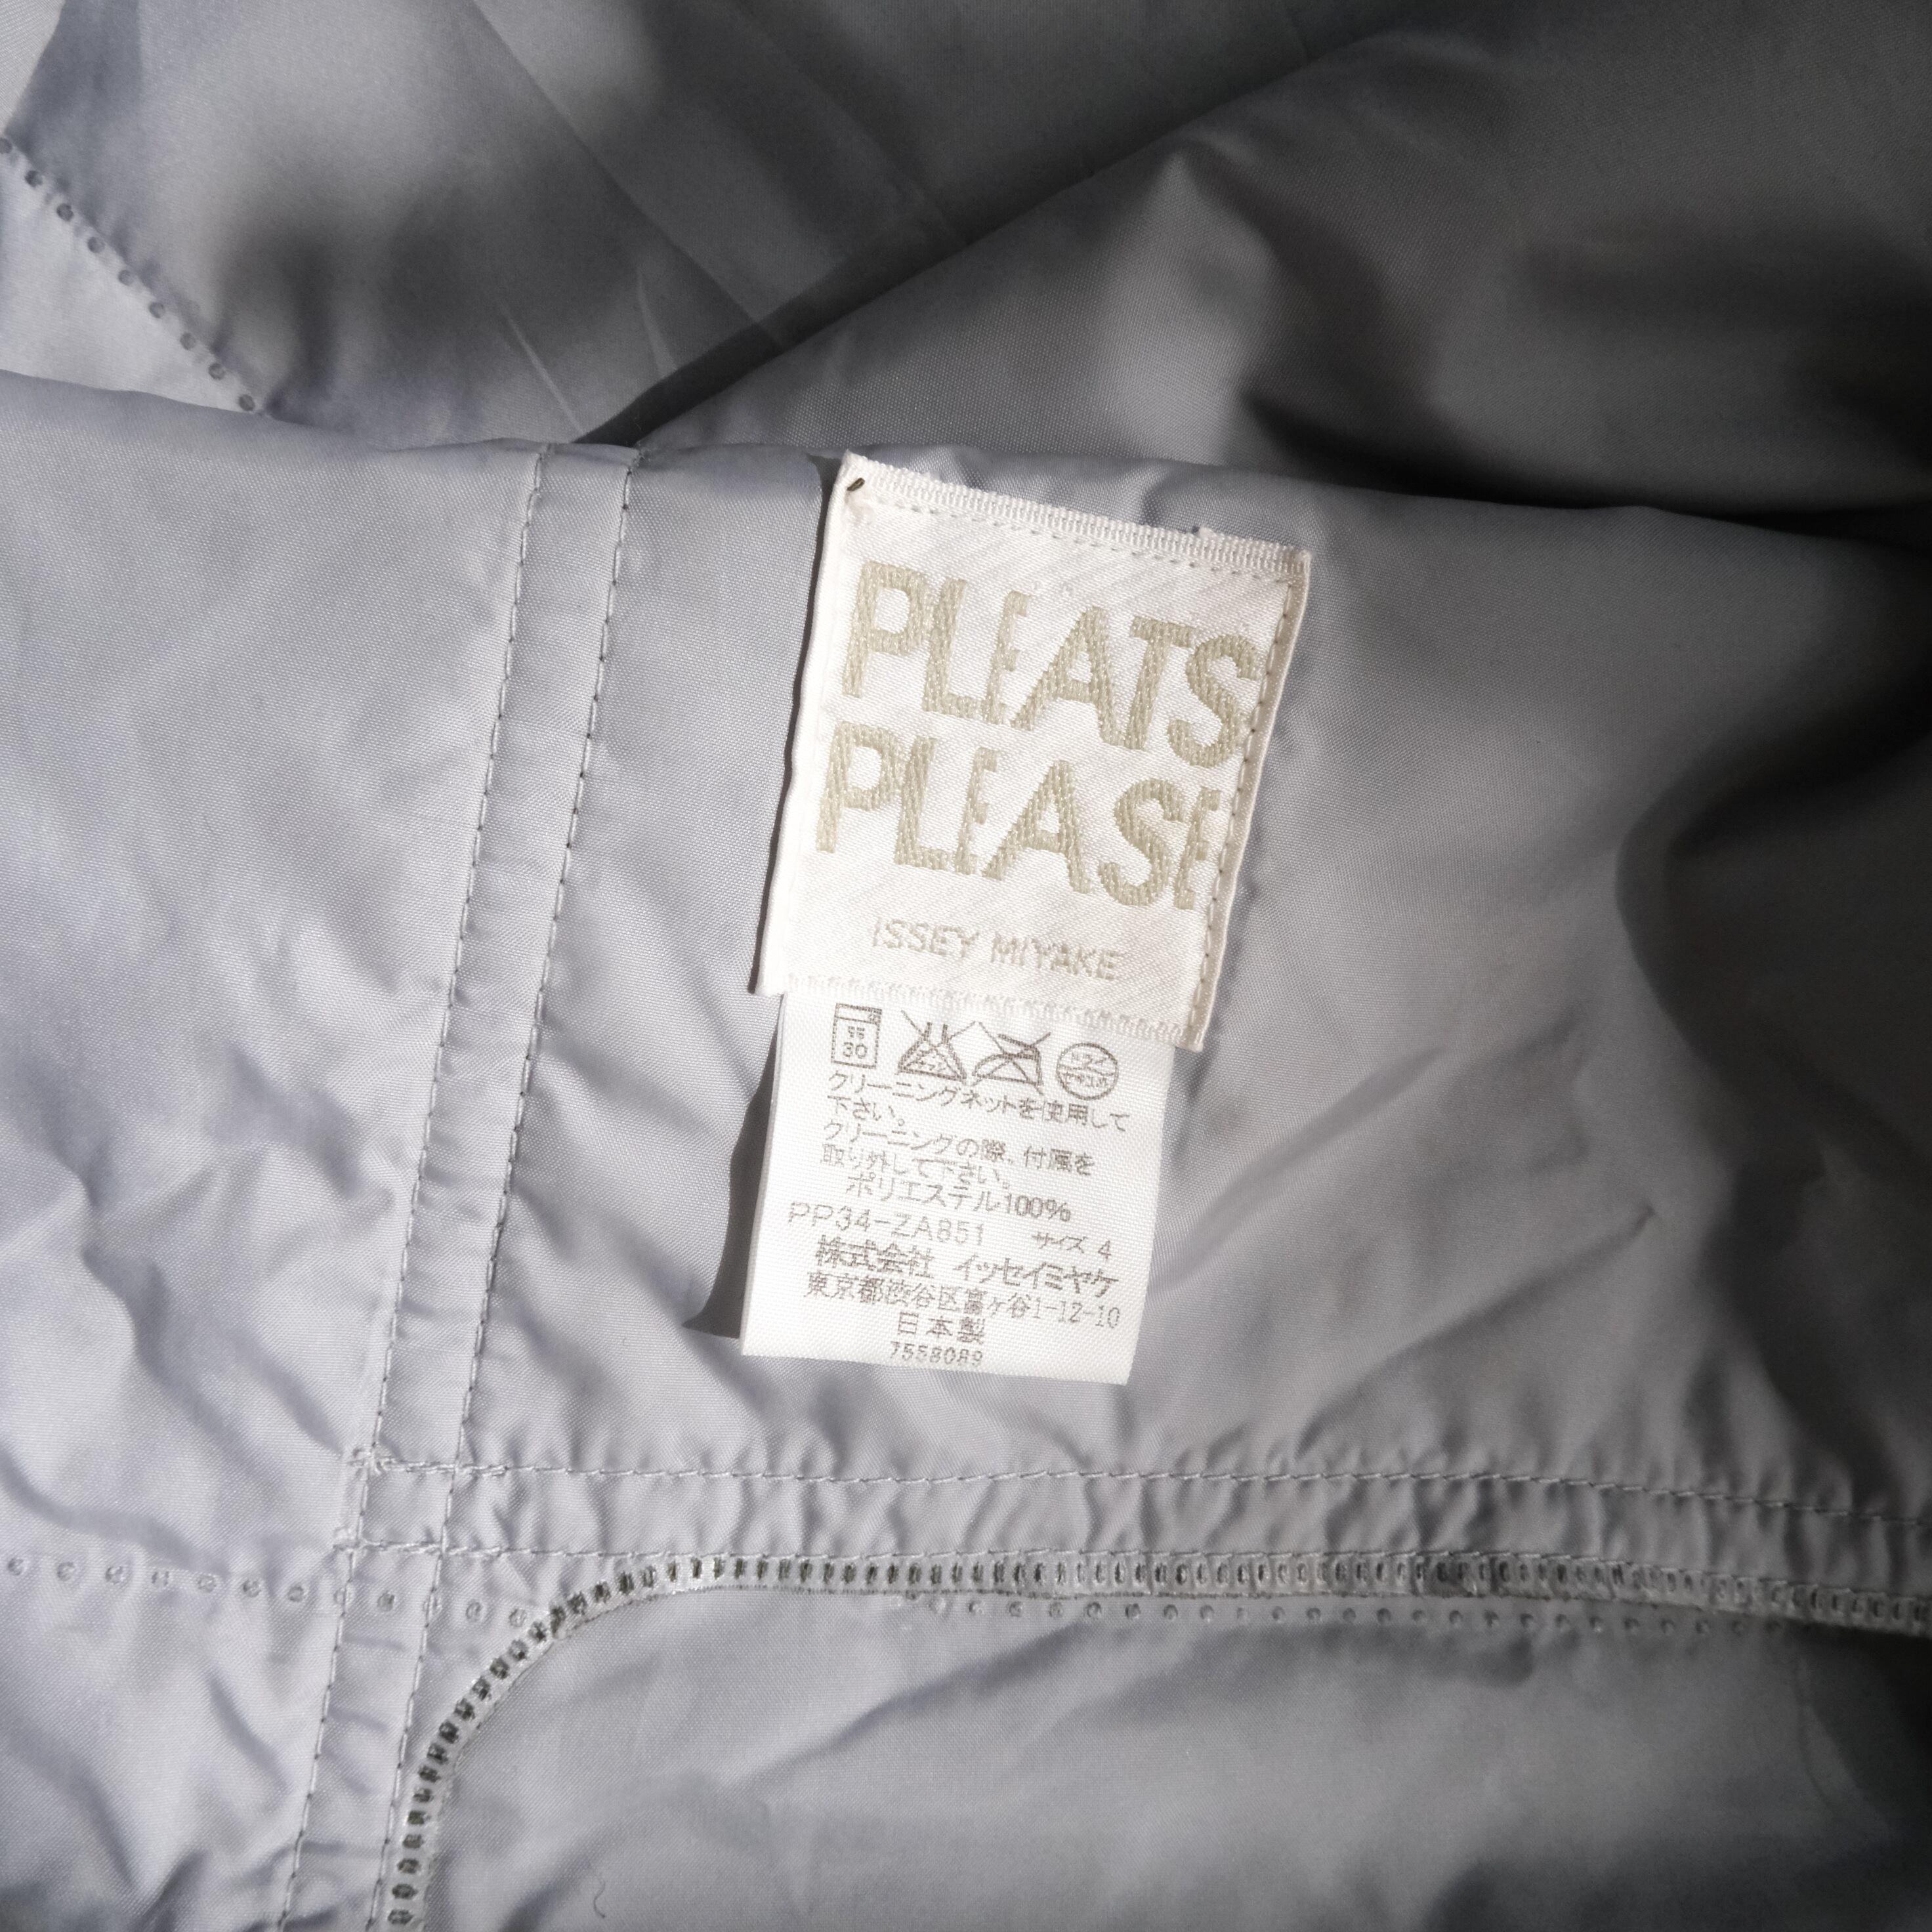 PLEATS
PLEASE
ISSEY MIYAKE
30
クリーニングネットを使用して
下さい。
クリーニングの際、付属を
取り外して下さい。
ポリエステル100%
PP34-ZA851 サイズ 4
株式会社 イッセイミヤケ
東京都渋谷区富ヶ谷1-12-10
日本製
7558089